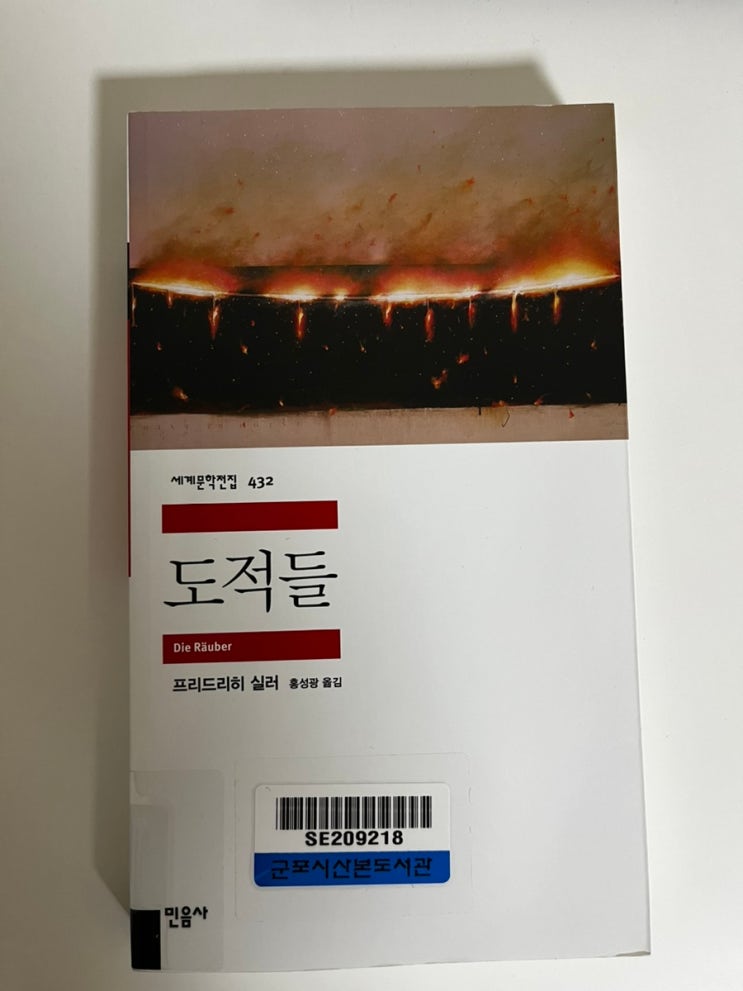 세계문학전집 432
도적들
Die Räuber
프리드리히 실러 홍성광 옮김
SE209218
군포시산본도서관
민음사